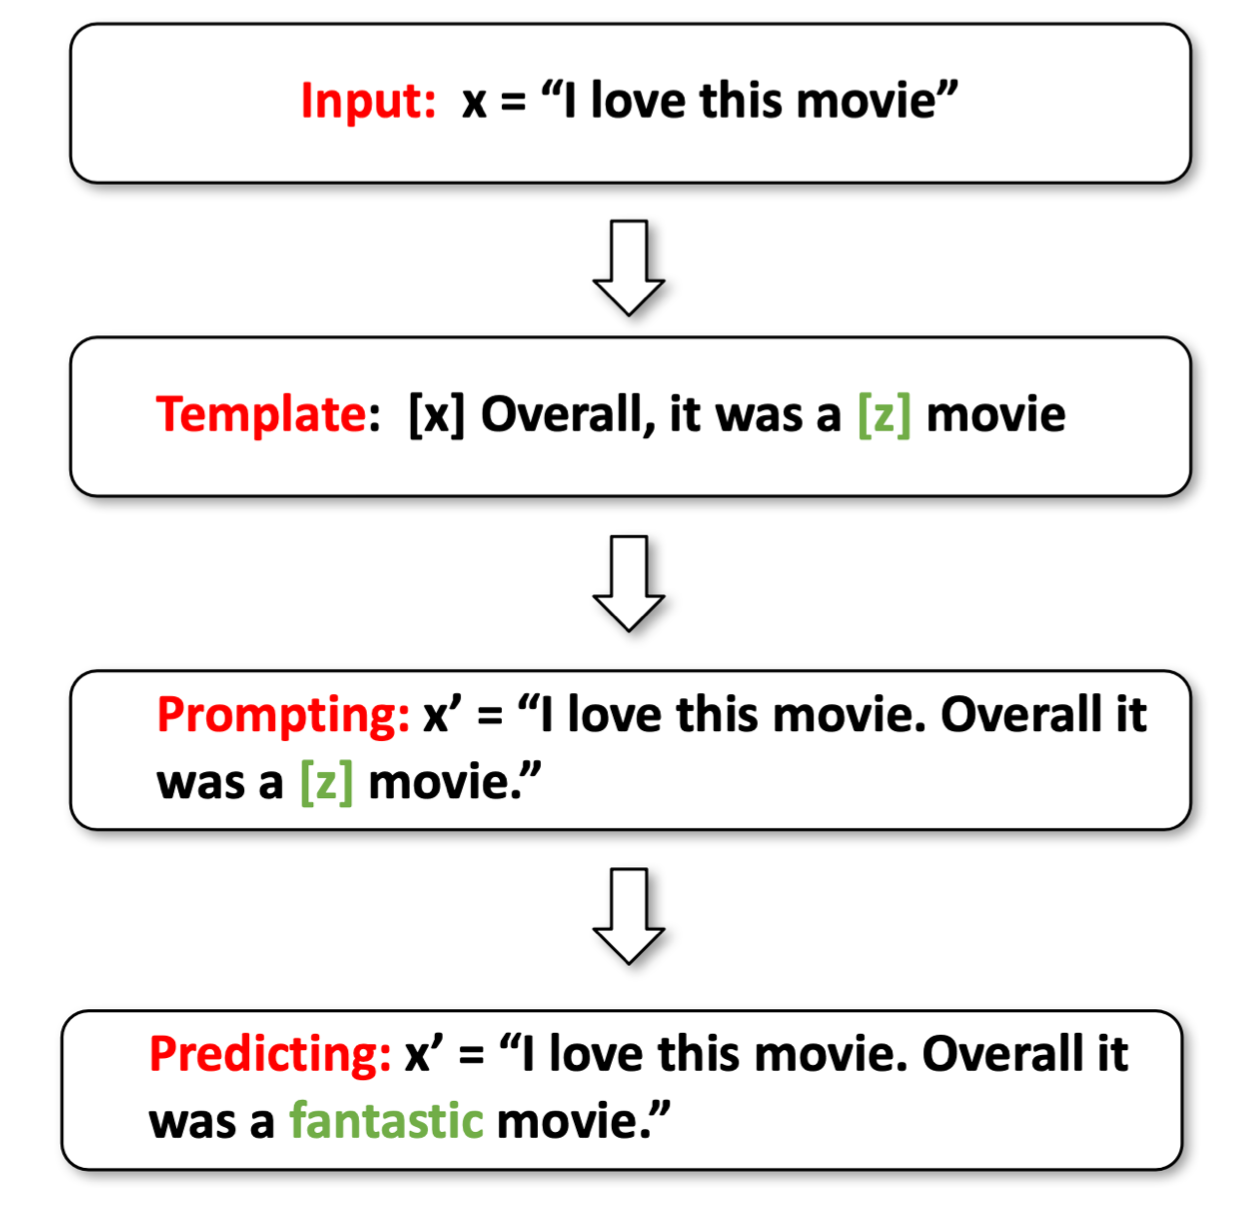 Input: x = “I love this movie”
Template: [x] Overall, it was a [z] movie
Prompting: x’ = “I love this movie. Overall it
was a [z] movie.”
Predicting: x’ = “I love this movie. Overall it
was a fantastic movie.”